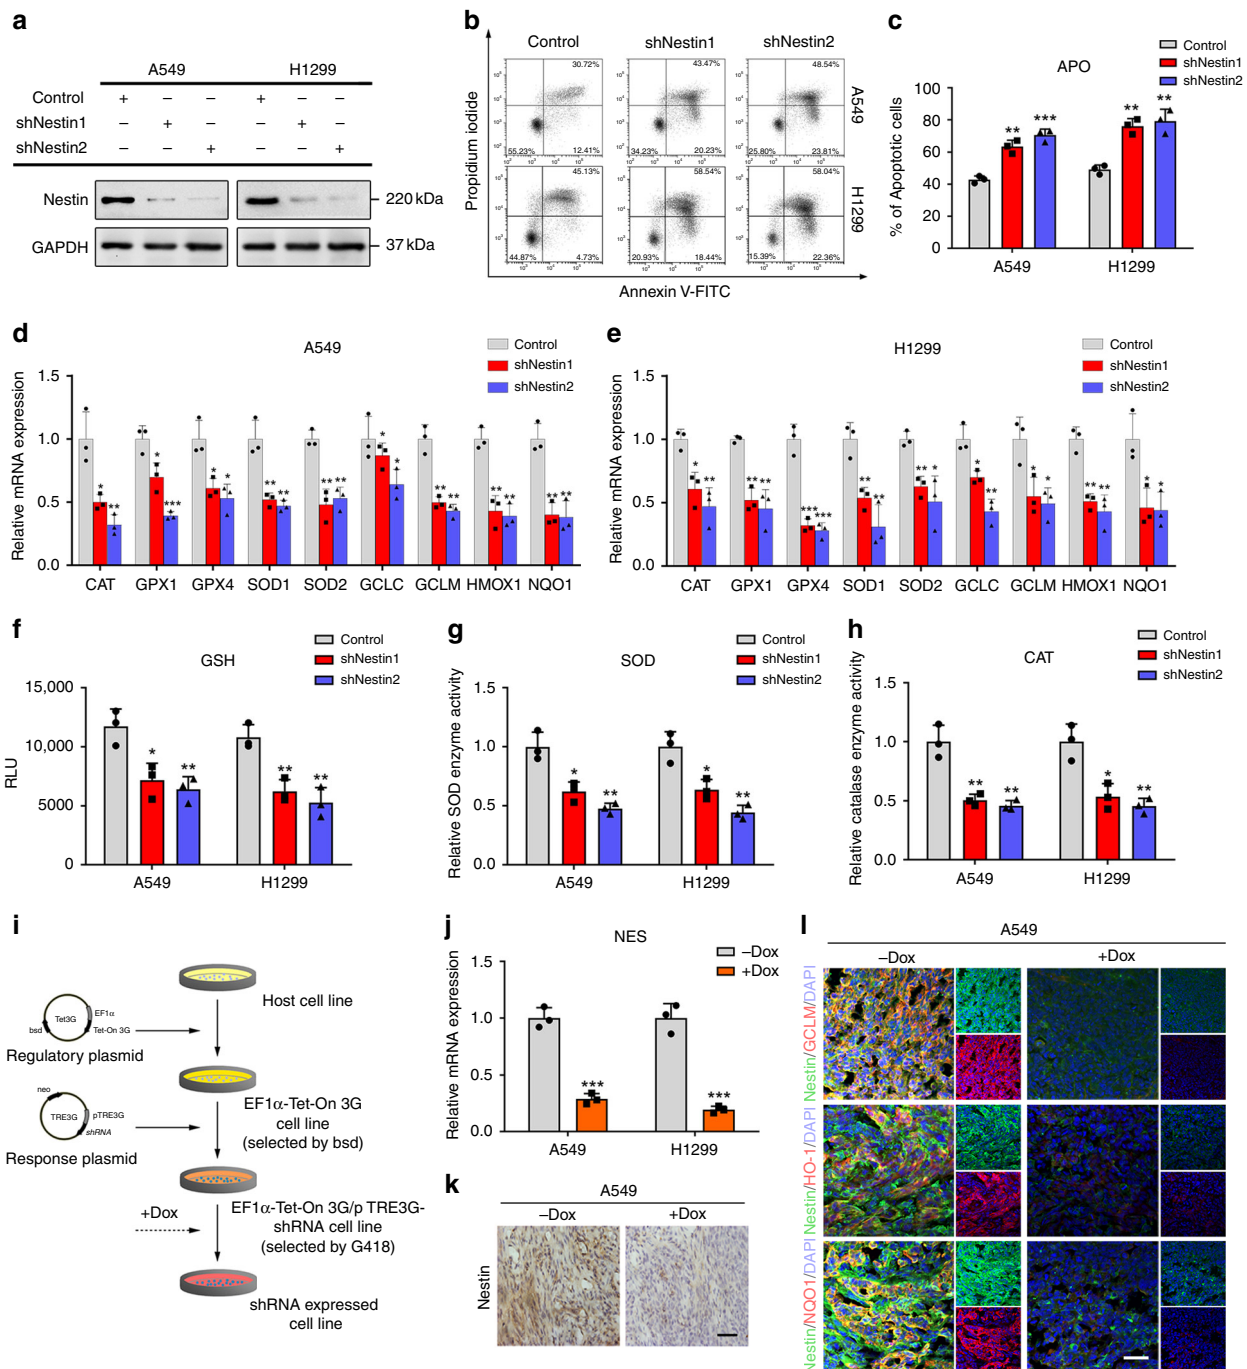 a
A549 H1299
Control + – – + – –
shNestin1 – + – – + –
shNestin2 – – + – – +
Nestin 220 kDa
GAPDH 37 kDa
b
Control shNestin1 shNestin2
30.72% 43.47% 48.54%
A549
55.23% 12.41% 34.23% 20.23% 25.80% 23.81%
45.13% 58.54% 58.04%
H1299
44.87% 4.73% 20.93% 18.44% 15.39% 22.36%
Propidium iodide
Annexin V-FITC
c
Control
shNestin1
shNestin2
APO
% of Apoptotic cells
100
80
60
40
20
0
** *** ** **
A549 H1299
d
A549
Control
shNestin1
shNestin2
Relative mRNA expression
1.5
1.0
0.5
0.0
* ** * *** * * ** ** ** ** * * ** ** ** ** ** **
CAT GPX1 GPX4 SOD1 SOD2 GCLC GCLM HMOX1 NQO1
e
H1299
Control
shNestin1
shNestin2
Relative mRNA expression
1.5
1.0
0.5
0.0
* ** ** ** *** *** ** ** ** * * ** * * ** ** * *
CAT GPX1 GPX4 SOD1 SOD2 GCLC GCLM HMOX1 NQO1
f
Control
shNestin1
shNestin2
GSH
RLU
15,000
10,000
5000
0
* ** ** **
A549 H1299
g
Control
shNestin1
shNestin2
SOD
Relative SOD enzyme activity
1.5
1.0
0.5
0.0
* ** * **
A549 H1299
h
Control
shNestin1
shNestin2
CAT
Relative catalase enzyme activity
1.5
1.0
0.5
0.0
** ** * **
A549 H1299
i
Host cell line
Tet3G
EF1α
bsd
Tet-On 3G
Regulatory plasmid
EF1α-Tet-On 3G
cell line
(selected by bsd)
neo
TRE3G
pTRE3G
shRNA
Response plasmid
+Dox
EF1α-Tet-On 3G/p TRE3G-
shRNA cell line
(selected by G418)
shRNA expressed
cell line
j
NES
–Dox
+Dox
Relative mRNA expression
1.5
1.0
0.5
0.0
*** ***
A549 H1299
k
A549
–Dox +Dox
Nestin
l
A549
–Dox +Dox
Nestin/GCLM/DAPI
Nestin/HO-1/DAPI
Nestin/NQO1/DAPI